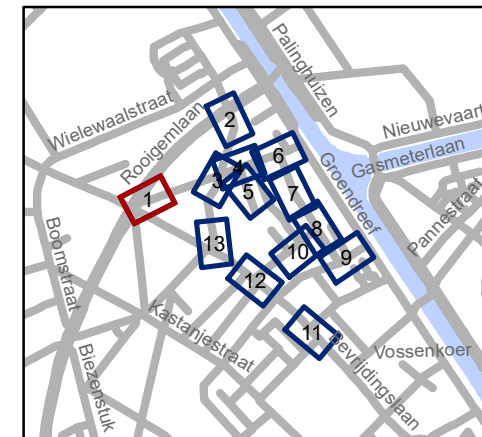 Palinghuizen
Wielewaalstraat
Rooigemlaan
Nieuwevaart
Gasmeterlaan
Groendreef
Pannestraat
Boomstraat
Kastanjestraat
Biezenstuk
Bevrijdingslaan
Vossenkoer
1
2
3
4
5
6
7
8
9
10
11
12
13